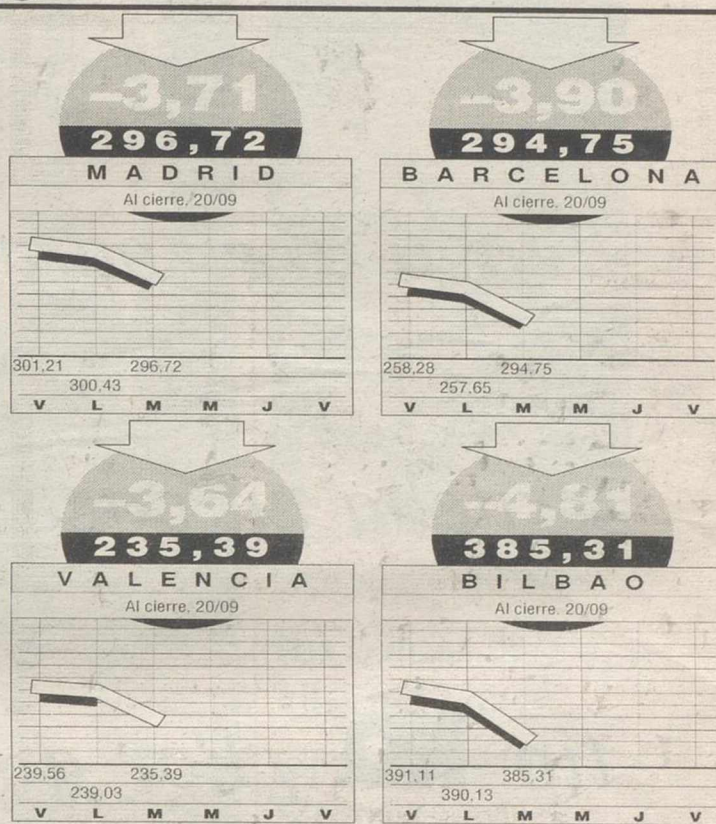 -3,71
296,72
MADRID
Al cierre, 20/09
301,21 296,72
300,43
V L M M J V
-3,90
294,75
BARCELONA
Al cierre. 20/09
258,28 294,75
257,65
V L M M J V
-3,64
235,39
VALENCIA
Al cierre. 20/09
239,56 235,39
239,03
V L M M J V
-4,81
385,31
BILBAO
Al cierre. 20/09
391,11 385,31
390,13
V L M M J V